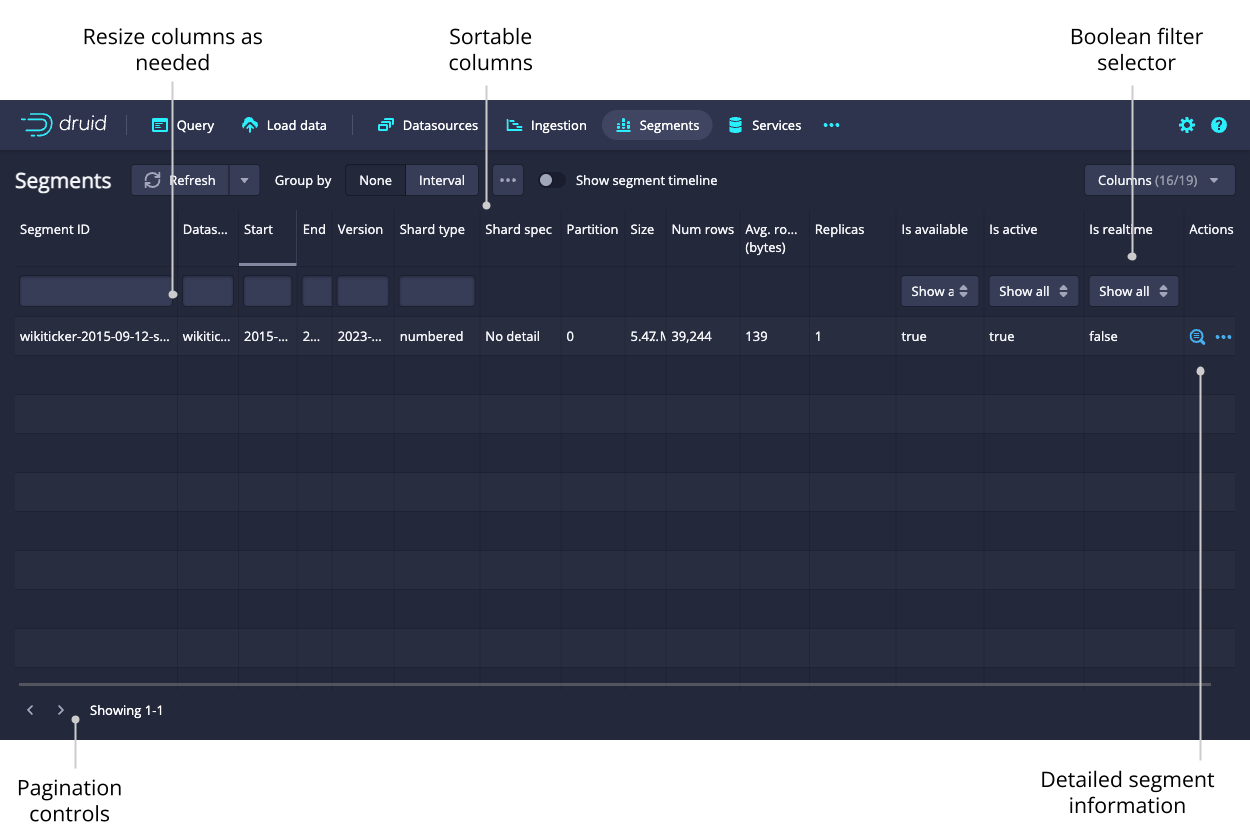 Resize columns as
needed
Sortable
columns
Boolean filter
selector
druid Query Load data Datasources Ingestion Segments Services
Segments Refresh Group by None Interval Show segment timeline Columns (16/19)
Segment ID Datas... Start End Version Shard type Shard spec Partition Size Num rows Avg. ro... Replicas Is available Is active Is realtime Actions
(bytes)
Show a Show all Show all
wikiticker-2015-09-12-s... wikitic... 2015-... 2... 2023-... numbered No detail 0 5.47. 39,244 139 1 true true false
Showing 1-1
Pagination
controls
Detailed segment
information